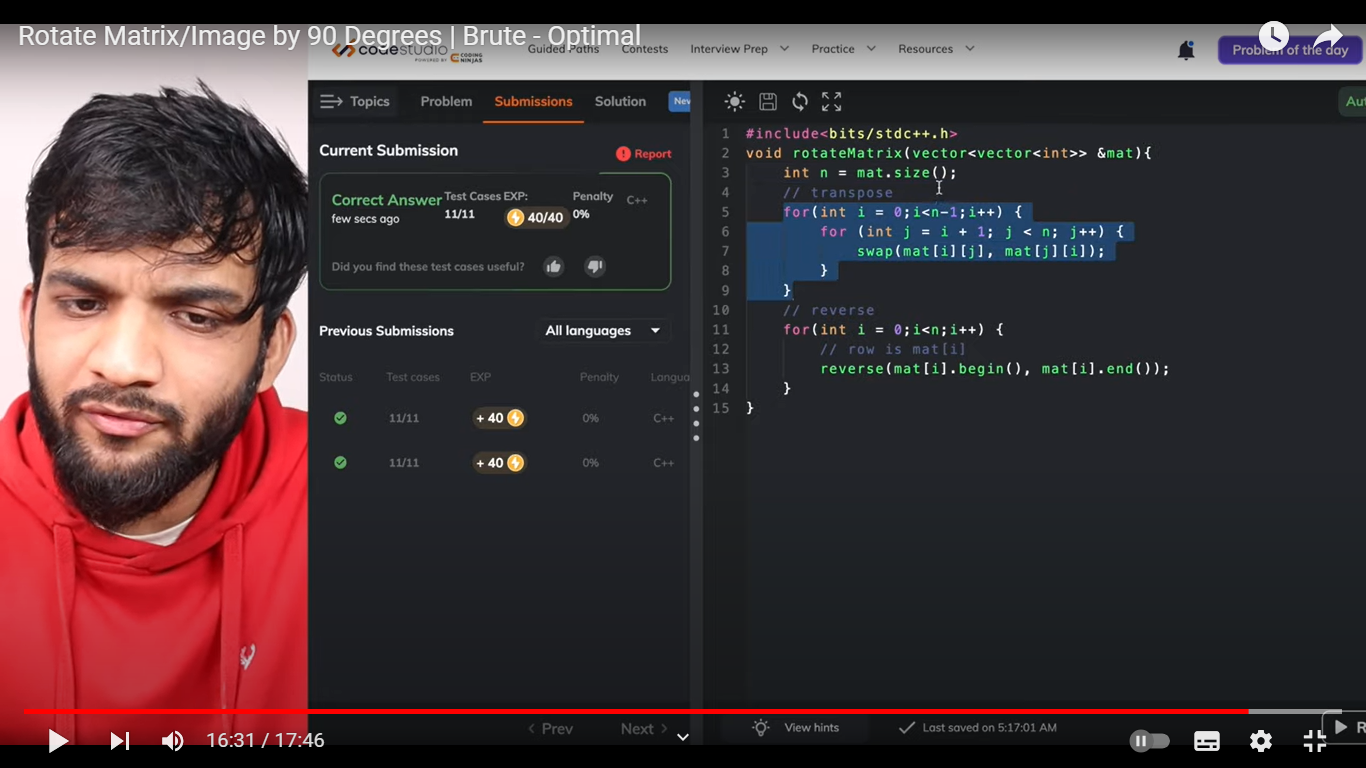 Rotate Matrix/Image by 90 Degrees | Brute - Optimal
codestudio
POWERED BY CODING NINJAS
Guided Paths Contests Interview Prep Practice Resources
Problem of the day
Topics Problem Submissions Solution New
Current Submission
Report
Correct Answer
few secs ago
Test Cases
11/11
EXP:
40/40
Penalty
0%
C++
Did you find these test cases useful?
Previous Submissions
All languages
Status Test cases EXP Penalty Langua
11/11 + 40 0% C++
11/11 + 40 0% C++
Prev Next
Aut
1 #include<bits/stdc++.h>
2 void rotateMatrix(vector<vector<int>> &mat){
3 int n = mat.size();
4 // transpose
5 for(int i = 0;i<n-1;i++) {
6 for (int j = i + 1; j < n; j++) {
7 swap(mat[i][j], mat[j][i]);
8 }
9 }
10 // reverse
11 for(int i = 0;i<n;i++) {
12 // row is mat[i]
13 reverse(mat[i].begin(), mat[i].end());
14 }
15 }
View hints
Last saved on 5:17:01 AM
R
16:31 / 17:46